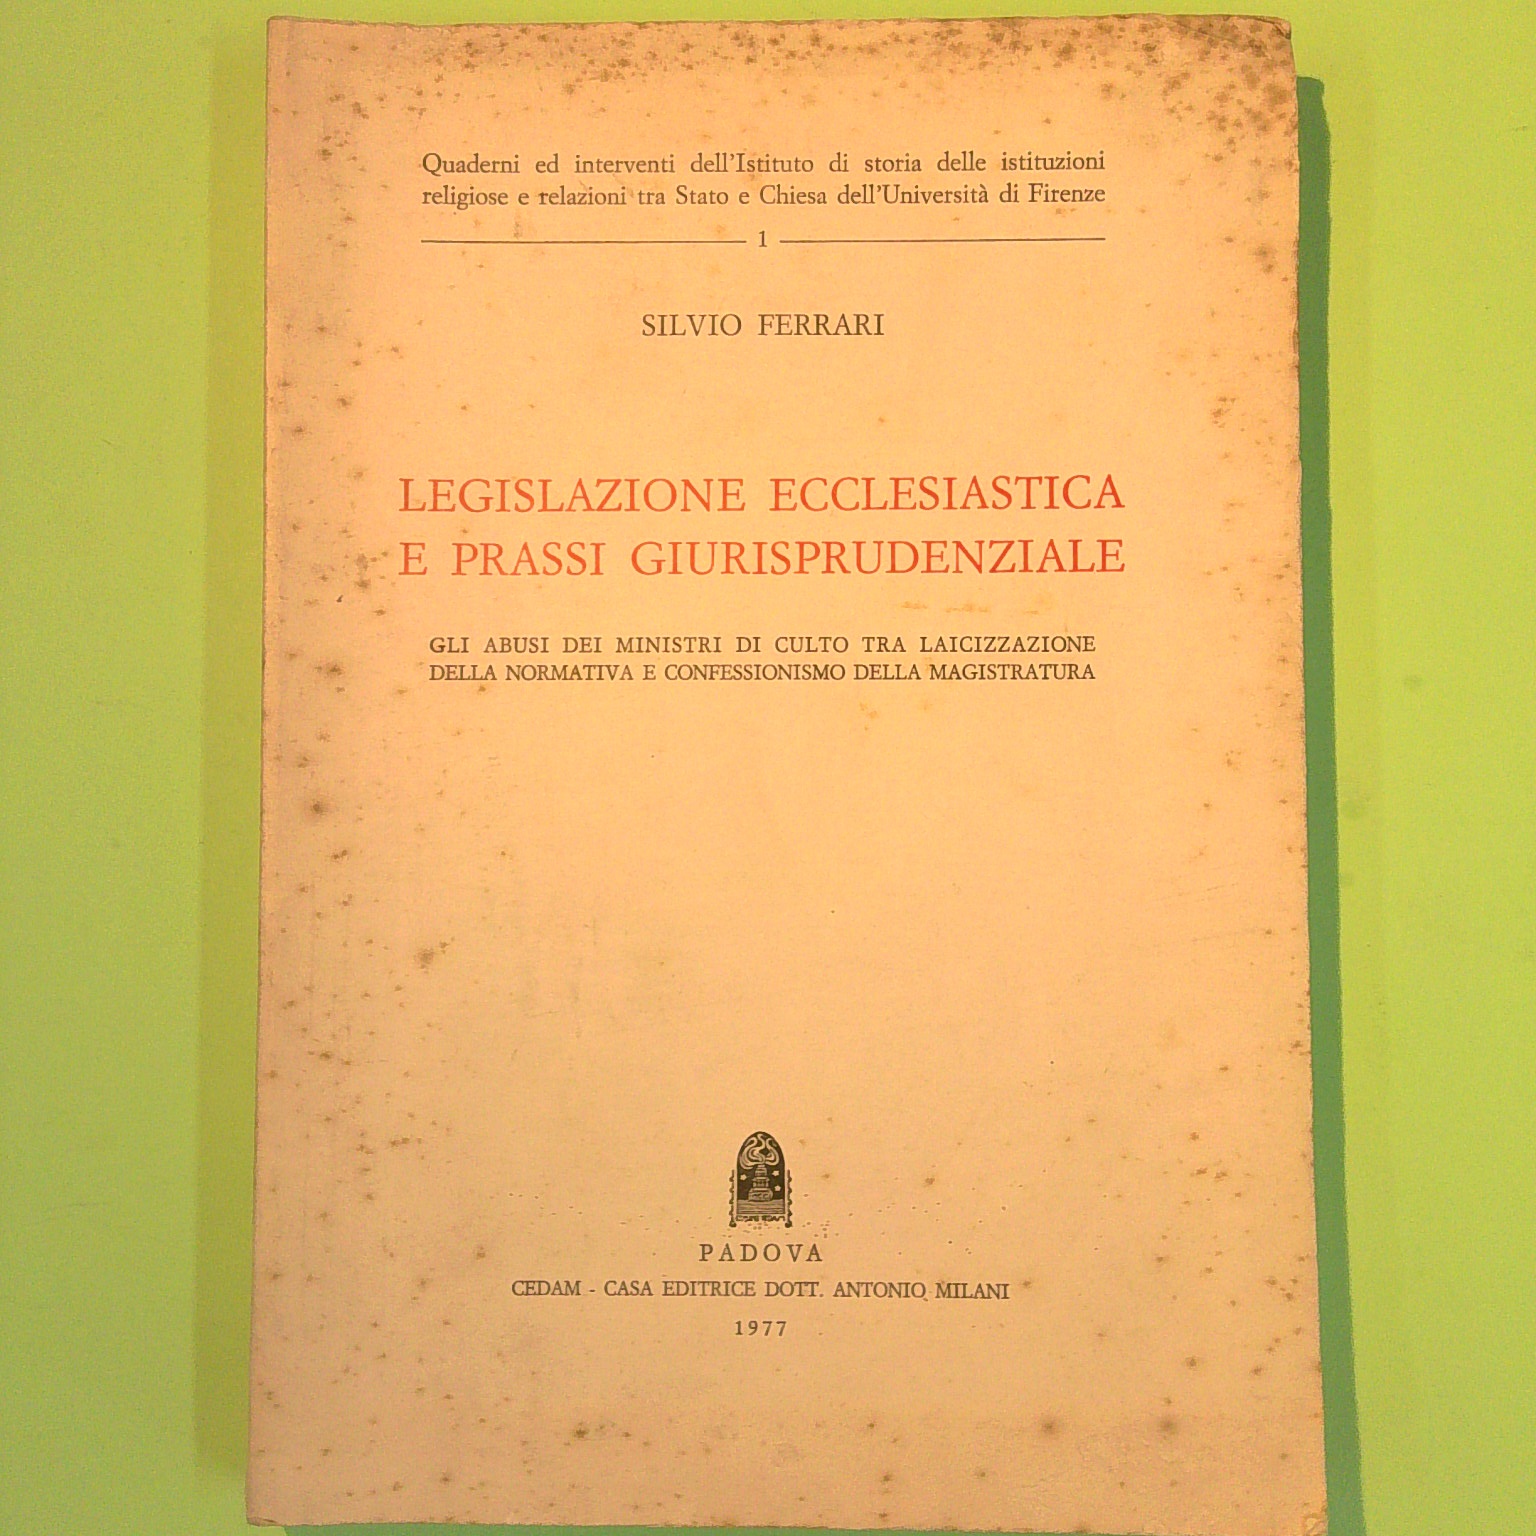 Quaderni ed interventi dell'Istituto di storia delle istituzioni
religiose e relazioni tra Stato e Chiesa dell'Università di Firenze
1
SILVIO FERRARI
LEGISLAZIONE ECCLESIASTICA
E PRASSI GIURISPRUDENZIALE
GLI ABUSI DEI MINISTRI DI CULTO TRA LAICIZZAZIONE
DELLA NORMATIVA E CONFESSIONISMO DELLA MAGISTRATURA
PADOVA
CEDAM - CASA EDITRICE DOTT. ANTONIO MILANI
1977